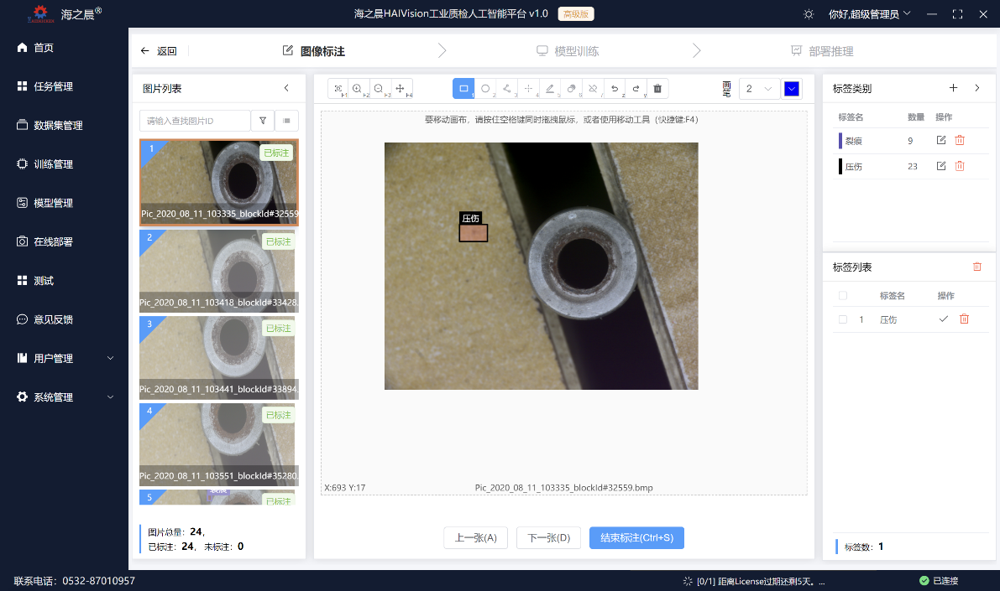 海之晨® 海之晨HAIVision工业质检人工智能平台 v1.0 高级版 你好,超级管理员
首页
任务管理
数据集管理
训练管理
模型管理
在线部署
测试
意见反馈
用户管理
系统管理
返回 图像标注 模型训练 部署推理
图片列表
请输入查找图片ID
1 已标注
Pic_2020_08_11_103335_blockId#32559
2 已标注
Pic_2020_08_11_103418_blockId#33428.
3 已标注
Pic_2020_08_11_103441_blockId#33894.
4 已标注
Pic_2020_08_11_103551_blockId#35280.
5 已标注
图片总量: 24,
已标注: 24, 未标注: 0
F1 F2 F3 F4 1 2 3 4 5 6 7 z y 画笔 2
要移动画布，请按住空格键同时拖拽鼠标，或者使用移动工具（快捷键:F4）
压伤
X:693 Y:17 Pic_2020_08_11_103335_blockId#32559.bmp
上一张(A) 下一张(D) 结束标注(Ctrl+S)
标签类别
标签名 数量 操作
裂痕 9
压伤 23
标签列表
标签名 操作
1 压伤
标签数: 1
联系电话: 0532-87010957 [0/1] 距离License过期还剩5天。... 已连接